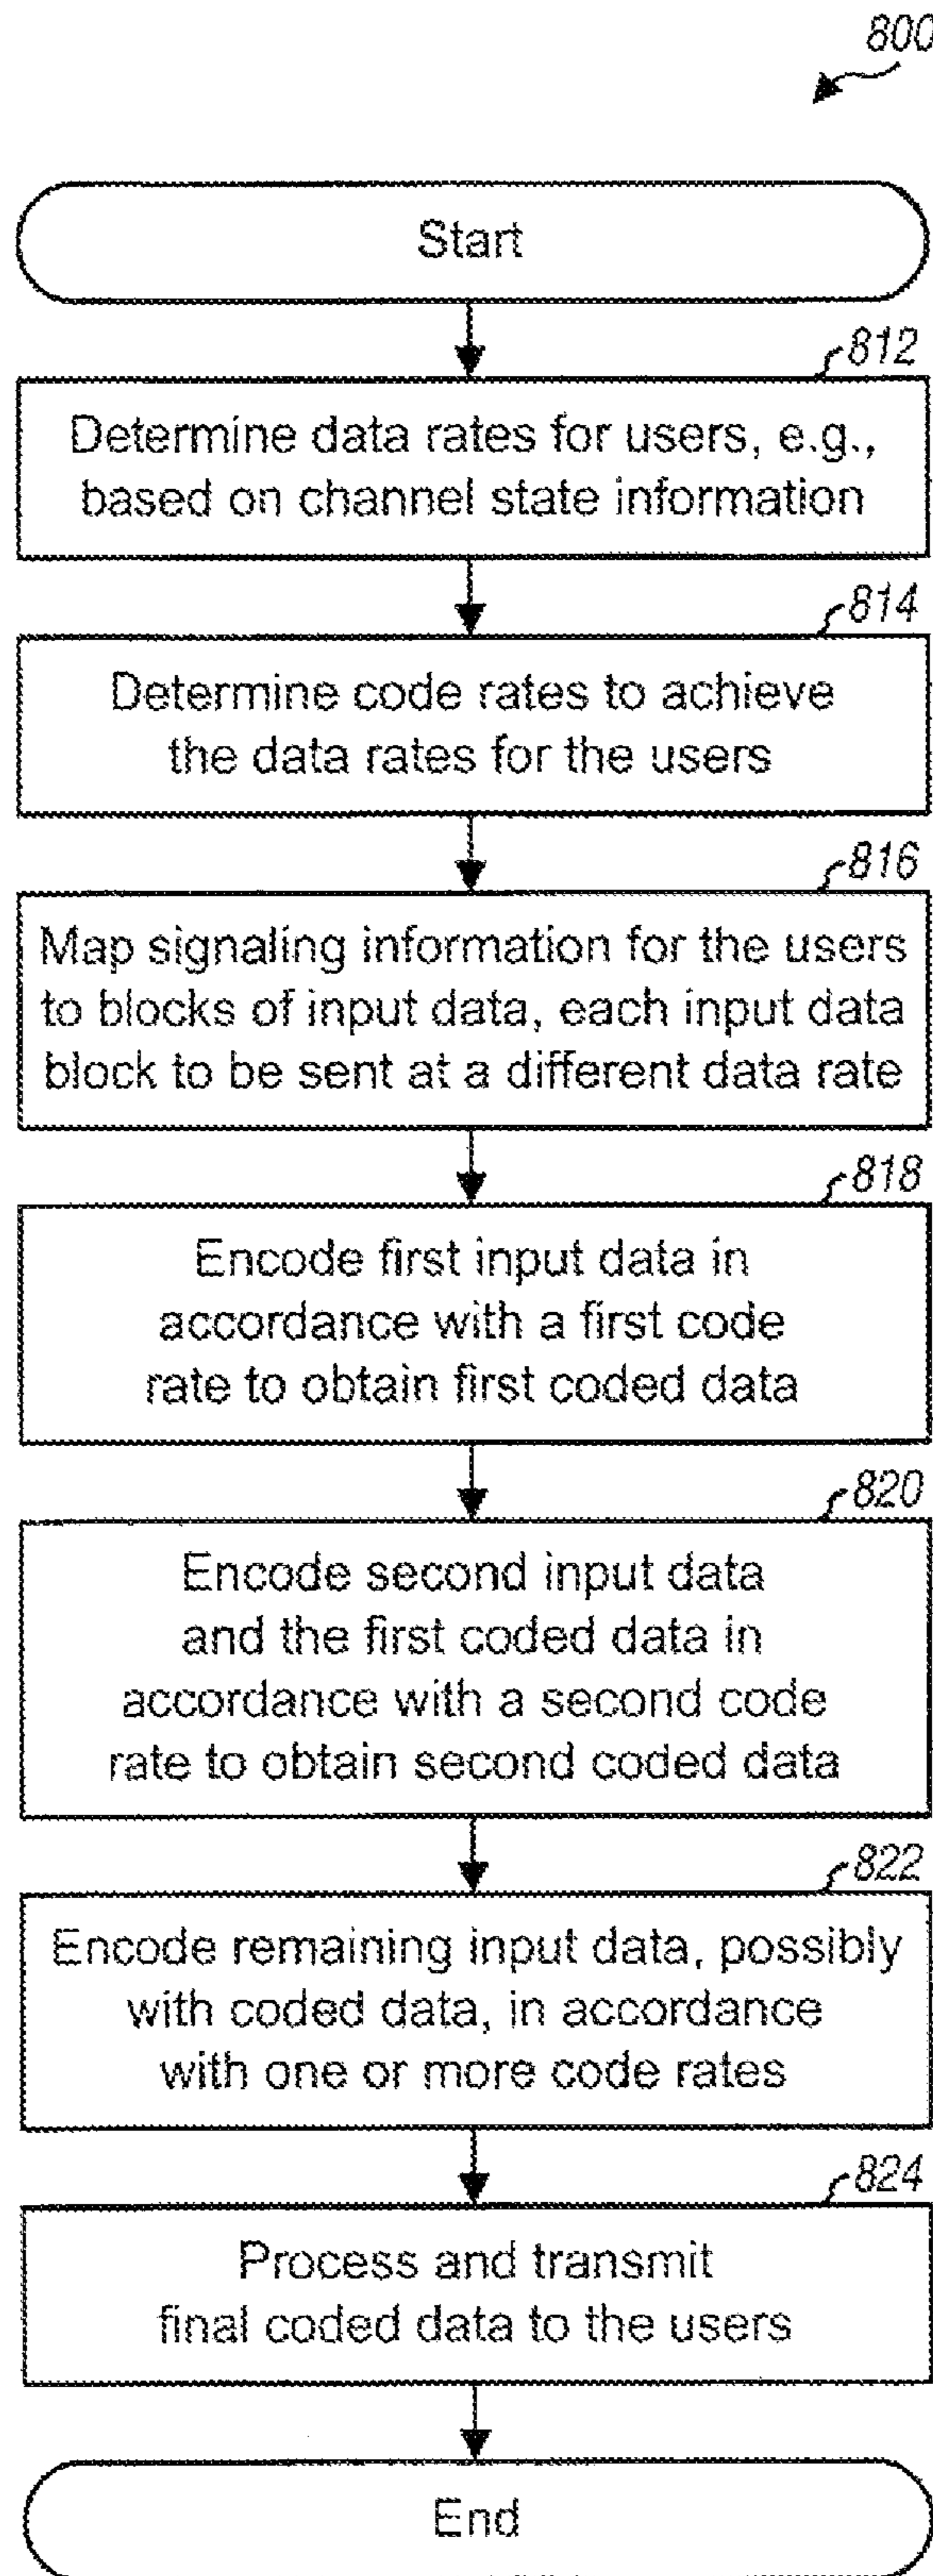 800
Start
812
Determine data rates for users, e.g.,
based on channel state information
814
Determine code rates to achieve
the data rates for the users
816
Map signaling information for the users
to blocks of input data, each input data
block to be sent at a different data rate
818
Encode first input data in
accordance with a first code
rate to obtain first coded data
820
Encode second input data
and the first coded data in
accordance with a second code
rate to obtain second coded data
822
Encode remaining input data, possibly
with coded data, in accordance
with one or more code rates
824
Process and transmit
final coded data to the users
End